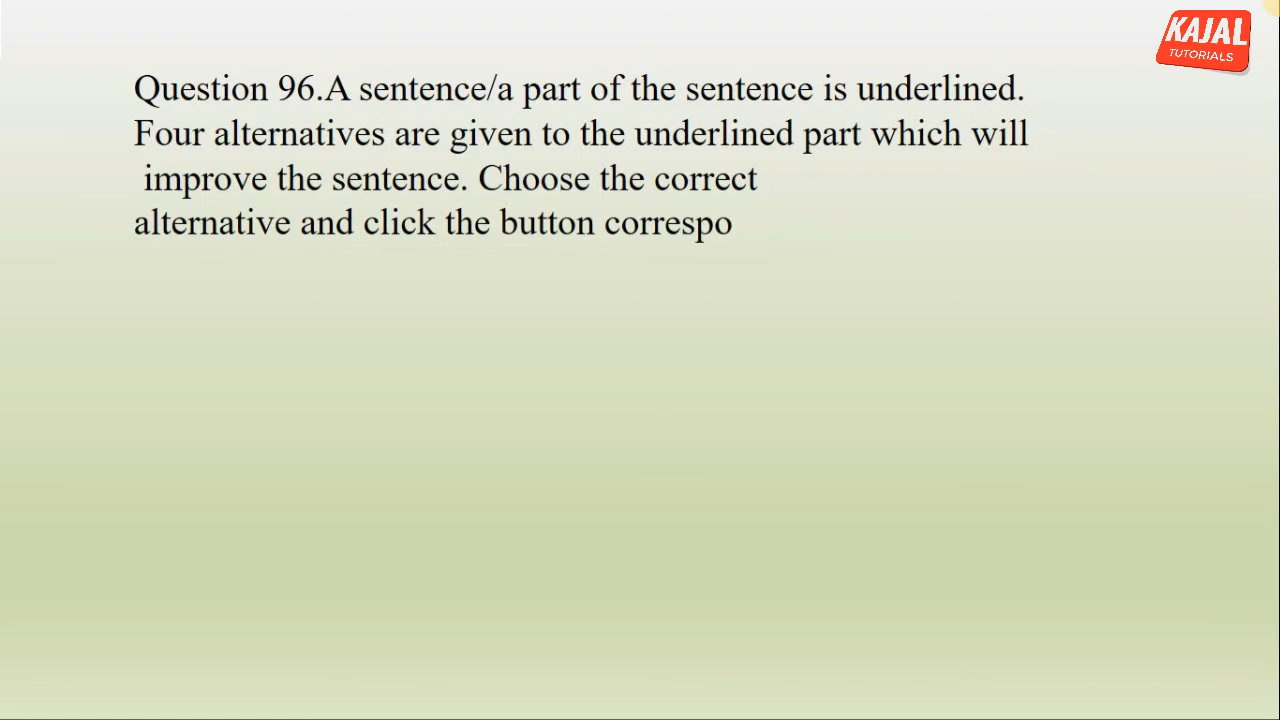 KAJAL
TUTORIALS
Question 96.A sentence/a part of the sentence is underlined.
Four alternatives are given to the underlined part which will
improve the sentence. Choose the correct
alternative and click the button correspo